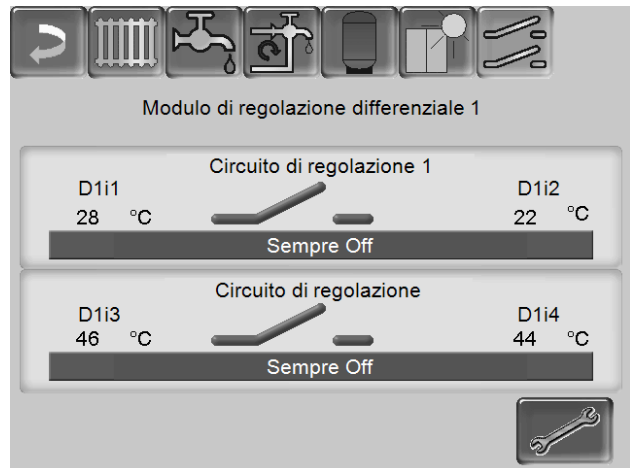 Modulo di regolazione differenziale 1
Circuito di regolazione 1
D1i1 D1i2
28 °C 22 °C
Sempre Off
Circuito di regolazione
D1i3 D1i4
46 °C 44 °C
Sempre Off